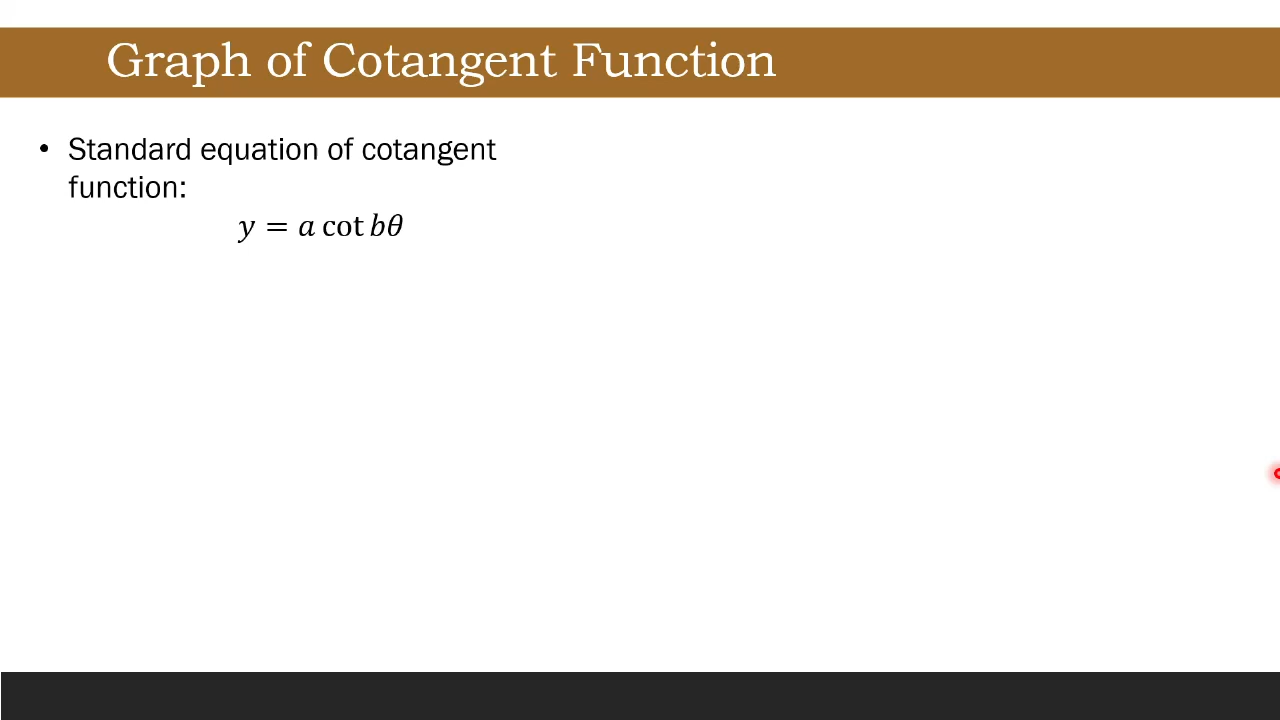 Graph of Cotangent Function
• Standard equation of cotangent
function:
𝑦 = 𝑎 cot 𝑏𝜃